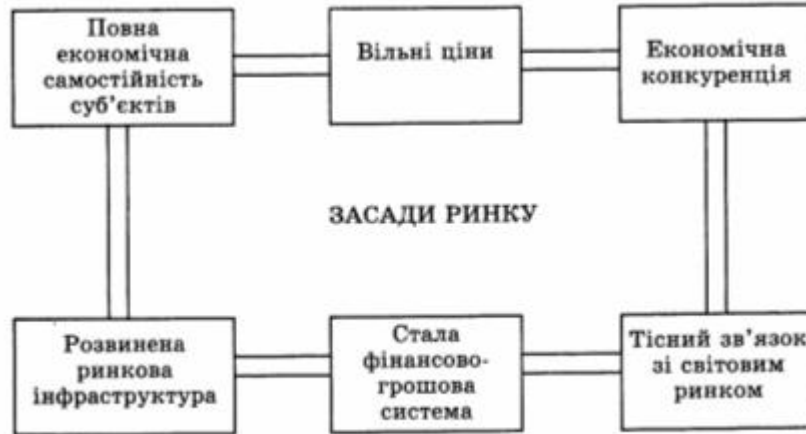 Повна
економічна
самостійність
суб’єктів
Вільні ціни
Економічна
конкуренція
ЗАСАДИ РИНКУ
Розвинена
ринкова
інфраструктура
Стала
фінансово-
грошова
система
Тісний зв’язок
зі світовим
ринком